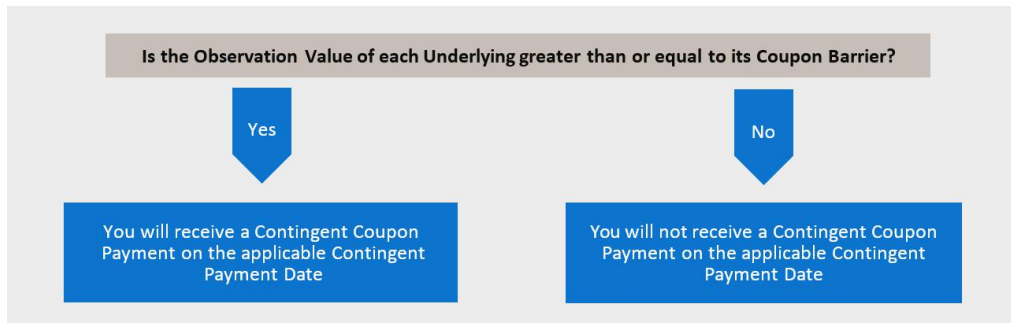 Is the Observation Value of each Underlying greater than or equal to its Coupon Barrier?
Yes
No
You will receive a Contingent Coupon
Payment on the applicable Contingent
Payment Date
You will not receive a Contingent Coupon
Payment on the applicable Contingent
Payment Date